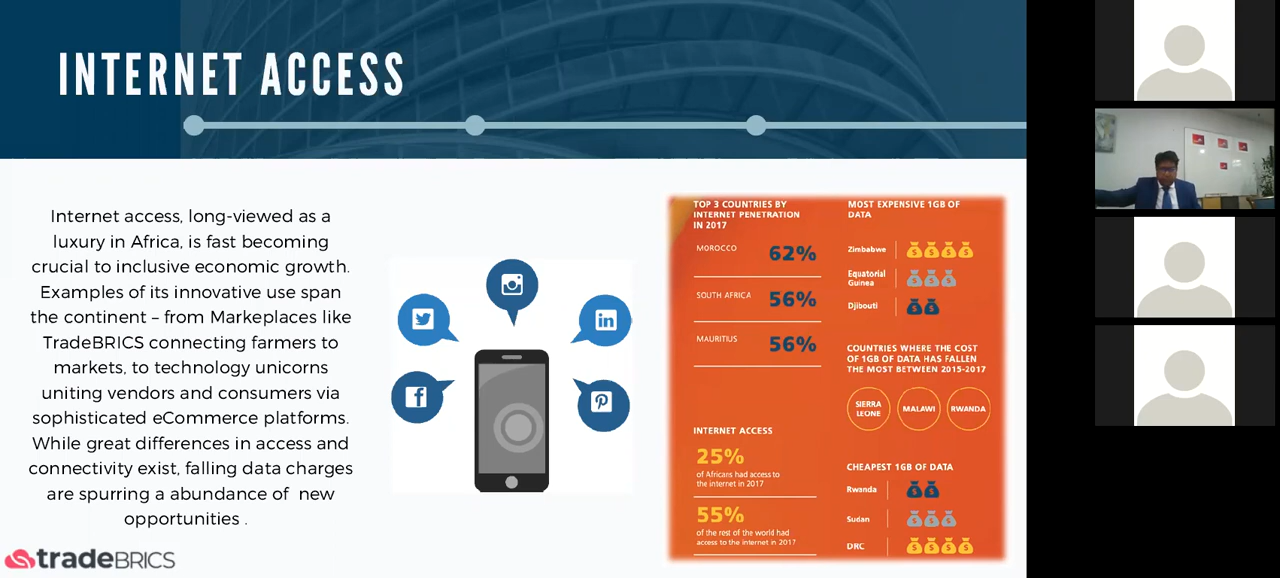 INTERNET ACCESS
Internet access, long-viewed as a
luxury in Africa, is fast becoming
crucial to inclusive economic growth.
Examples of its innovative use span
the continent – from Markeplaces like
TradeBRICS connecting farmers to
markets, to technology unicorns
uniting vendors and consumers via
sophisticated eCommerce platforms.
While great differences in access and
connectivity exist, falling data charges
are spurring a abundance of new
opportunities .
tradeBRICS
TOP 3 COUNTRIES BY
INTERNET PENETRATION
IN 2017
MOROCCO 62%
SOUTH AFRICA 56%
MAURITIUS 56%
INTERNET ACCESS
25%
of Africans had access to
the internet in 2017
55%
of the rest of the world had
access to the internet in 2017
MOST EXPENSIVE 1GB OF
DATA
Zimbabwe
Equatorial
Guinea
Djibouti
COUNTRIES WHERE THE COST
OF 1GB OF DATA HAS FALLEN
THE MOST BETWEEN 2015-2017
SIERRA
LEONE
MALAWI
RWANDA
CHEAPEST 1GB OF DATA
Rwanda
Sudan
DRC